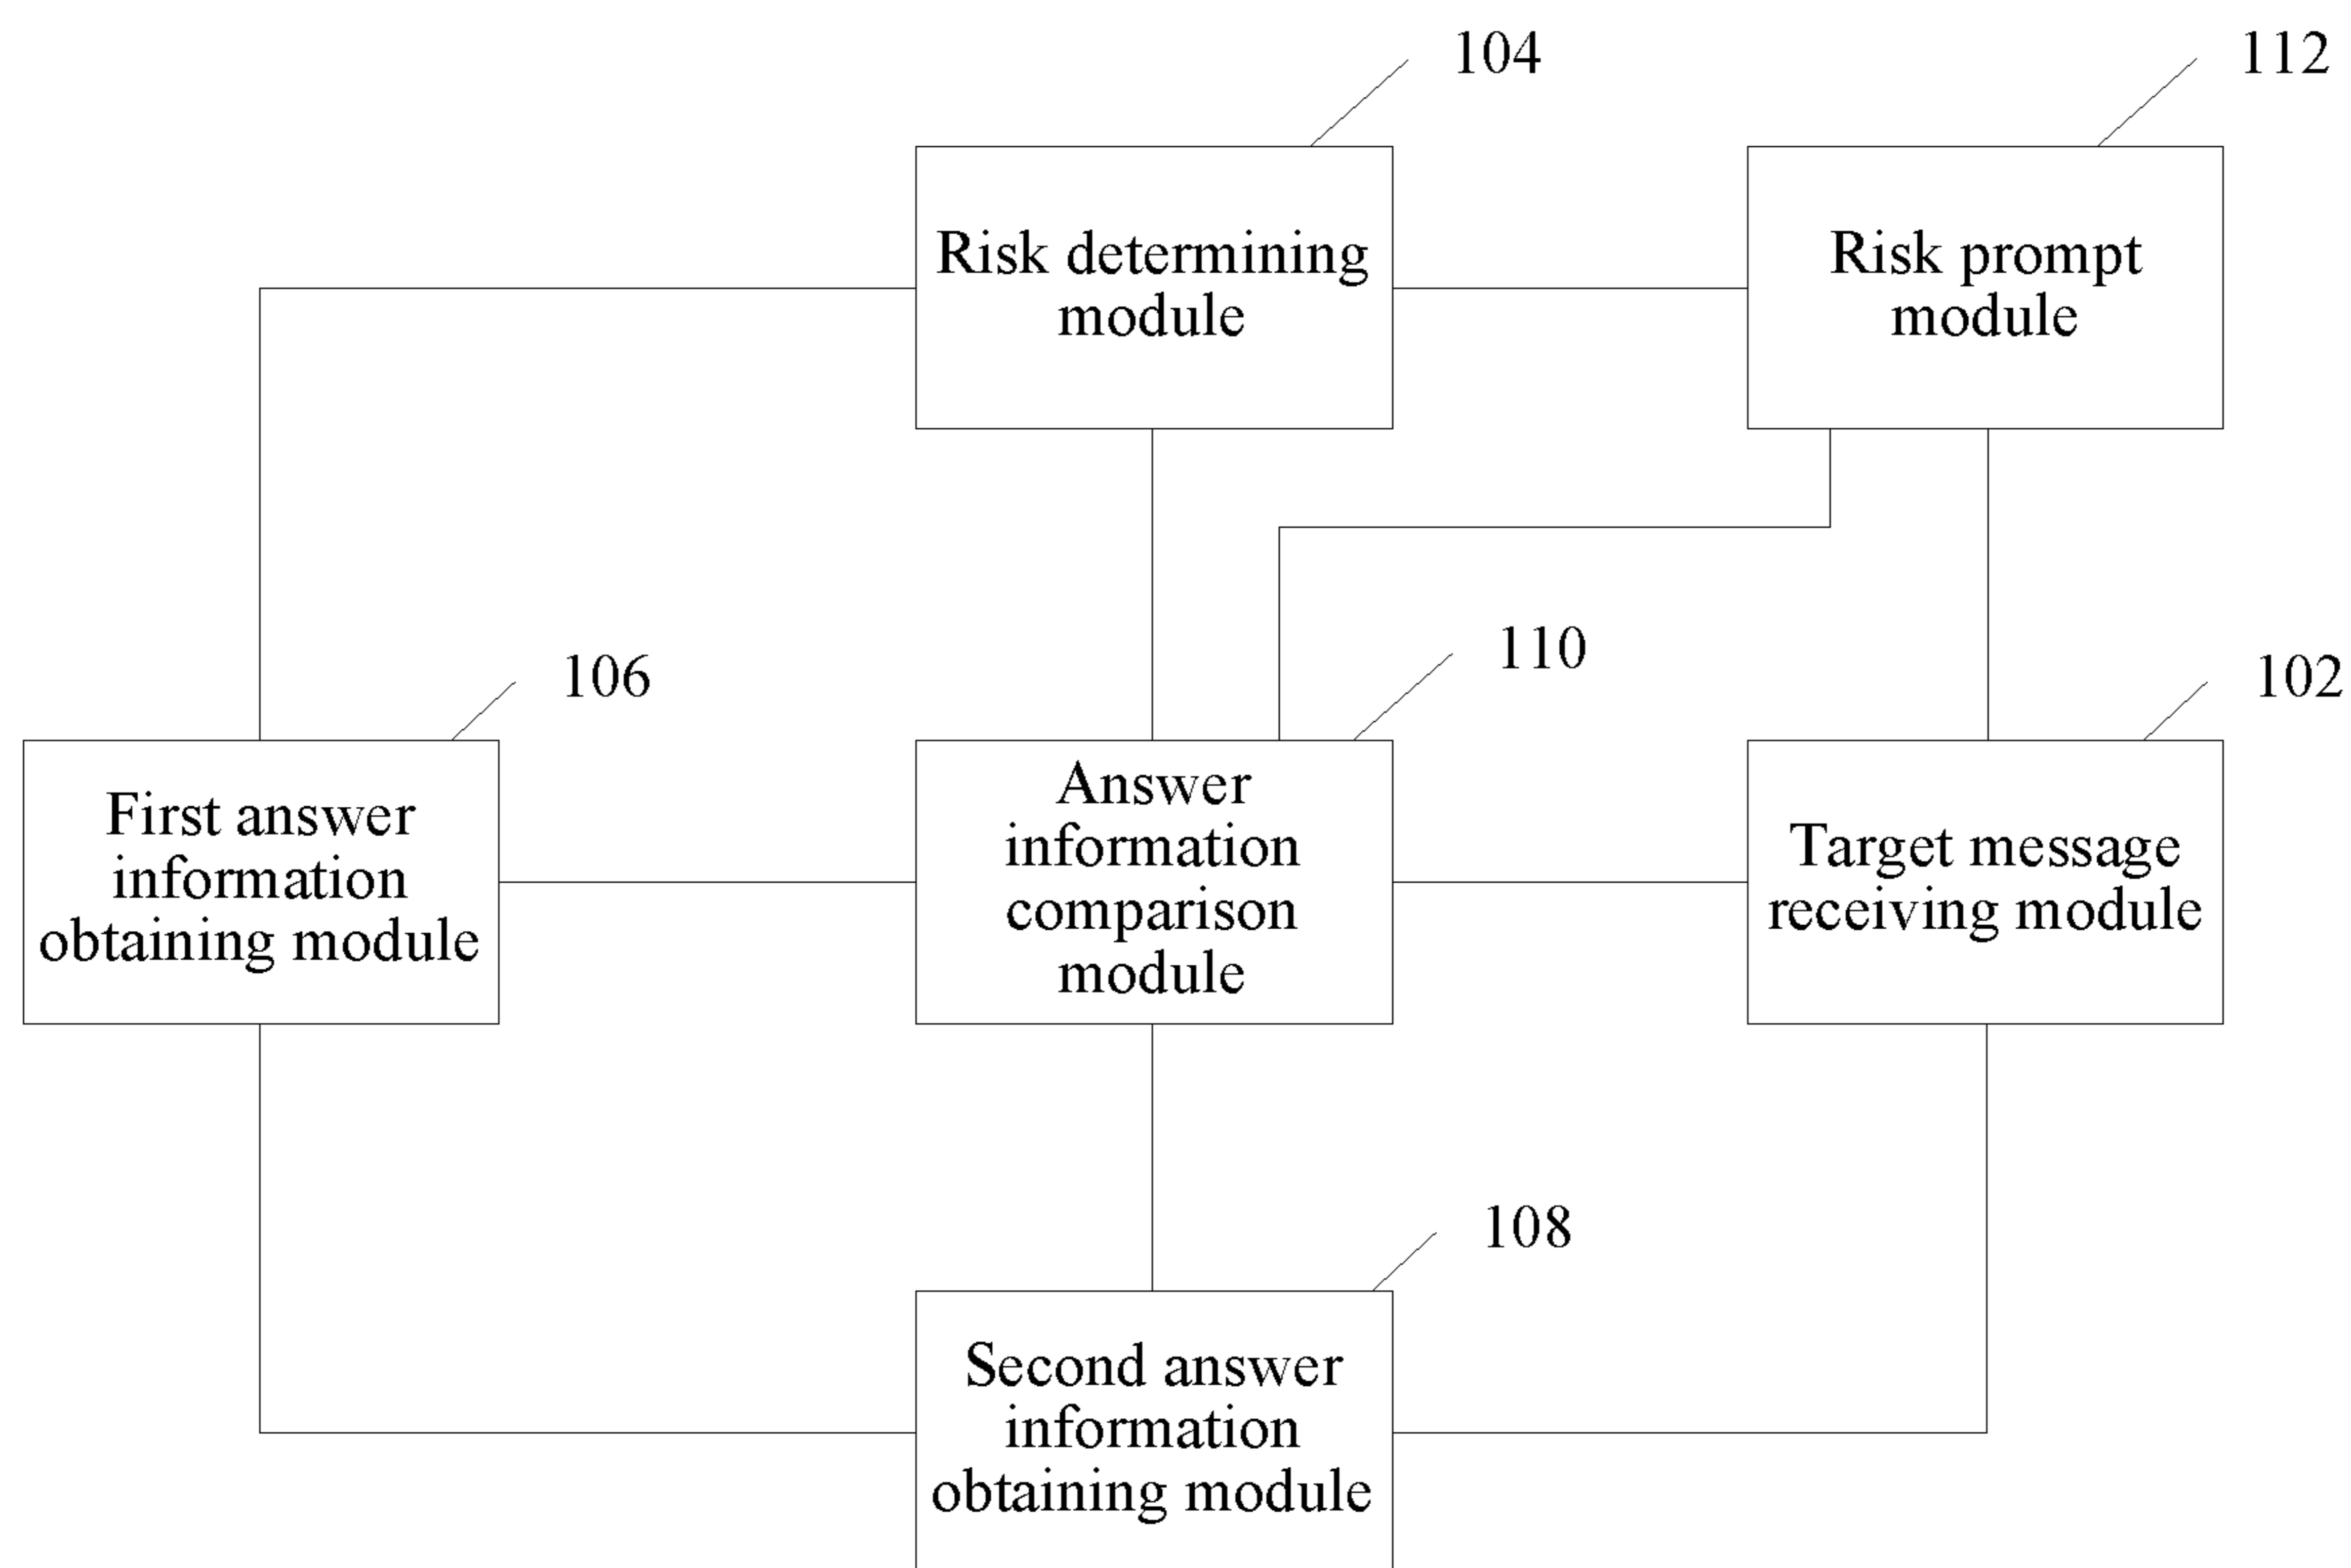 104
112
Risk determining
module
Risk prompt
module
106
110
102
First answer
information
obtaining module
Answer
information
comparison
module
Target message
receiving module
108
Second answer
information
obtaining module